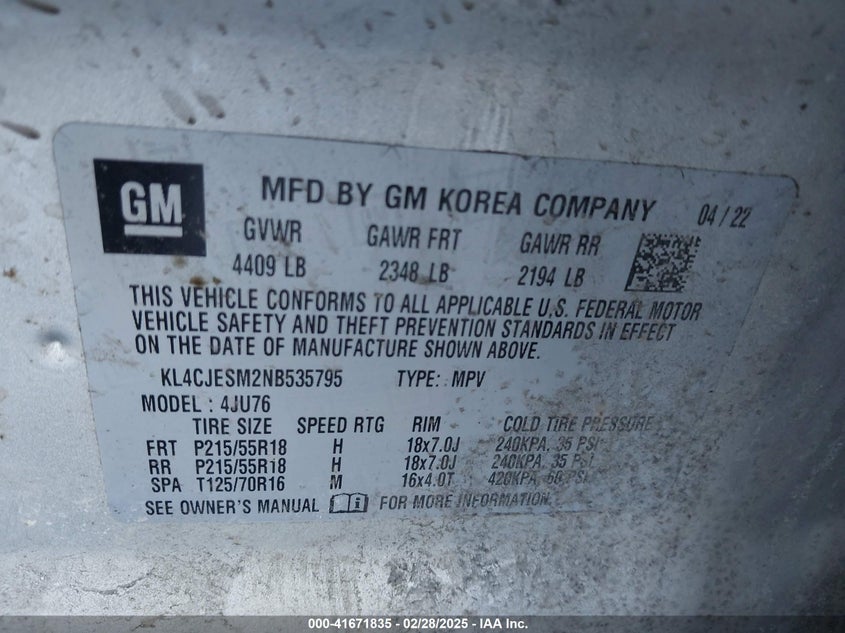 GM MFD BY GM KOREA COMPANY 04/22
GVWR GAWR FRT GAWR RR
4409 LB 2348 LB 2194 LB
THIS VEHICLE CONFORMS TO ALL APPLICABLE U.S. FEDERAL MOTOR
VEHICLE SAFETY AND THEFT PREVENTION STANDARDS IN EFFECT
ON THE DATE OF MANUFACTURE SHOWN ABOVE.
KL4CJESM2NB535795 TYPE: MPV
MODEL: 4JU76
TIRE SIZE SPEED RTG RIM COLD TIRE PRESSURE
FRT P215/55R18 H 18x7.0J 240KPA, 35 PSI
RR P215/55R18 H 18x7.0J 240KPA, 35 PSI
SPA T125/70R16 M 16x4.0T 420KPA, 60 PSI
SEE OWNER'S MANUAL FOR MORE INFORMATION
000-41671835 | 02/28/2025 | IAA Inc.